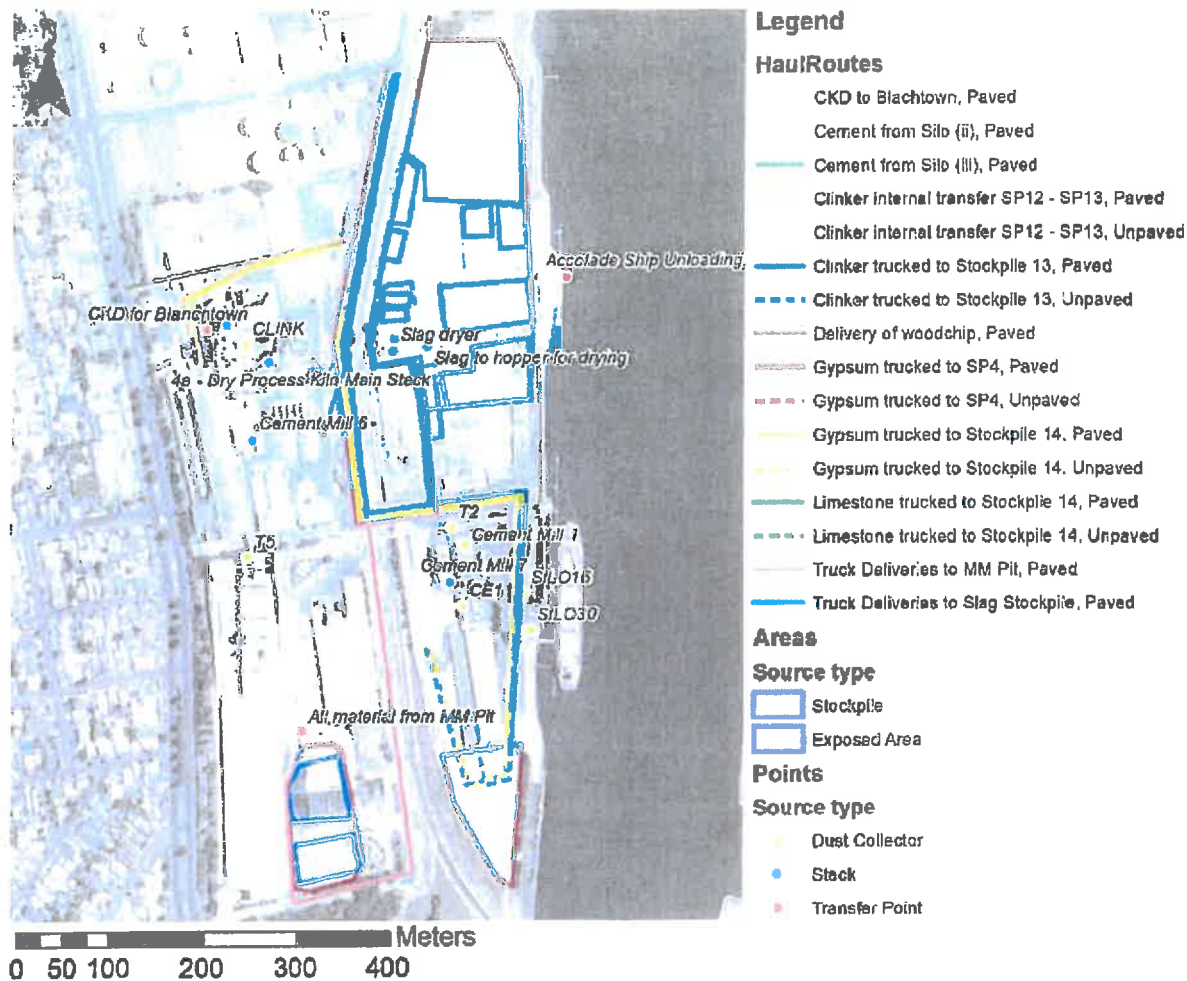 Legend
HaulRoutes
CKD to Blachtown, Paved
Cement from Silo (ii), Paved
Cement from Silo (iii), Paved
Clinker internal transfer SP12 - SP13, Paved
Clinker internal transfer SP12 - SP13, Unpaved
Clinker trucked to Stockpile 13, Paved
Clinker trucked to Stockpile 13, Unpaved
Delivery of woodchip, Paved
Gypsum trucked to SP4, Paved
Gypsum trucked to SP4, Unpaved
Gypsum trucked to Stockpile 14, Paved
Gypsum trucked to Stockpile 14, Unpaved
Limestone trucked to Stockpile 14, Paved
Limestone trucked to Stockpile 14, Unpaved
Truck Deliveries to MM Pit, Paved
Truck Deliveries to Slag Stockpile, Paved
Areas
Source type
Stockpile
Exposed Area
Points
Source type
Dust Collector
Stack
Transfer Point
Accolade Ship Unloading
CKD for Blanchtown
CLINK
Slag dryer
Slag to hopper for drying
4a - Dry Process Kiln Main Stack
Cement Mill 6
T2
Cement Mill 1
T5
Cement Mill 7
SILO16
CE1
SILO30
All material from MM Pit
Meters
0 50 100 200 300 400